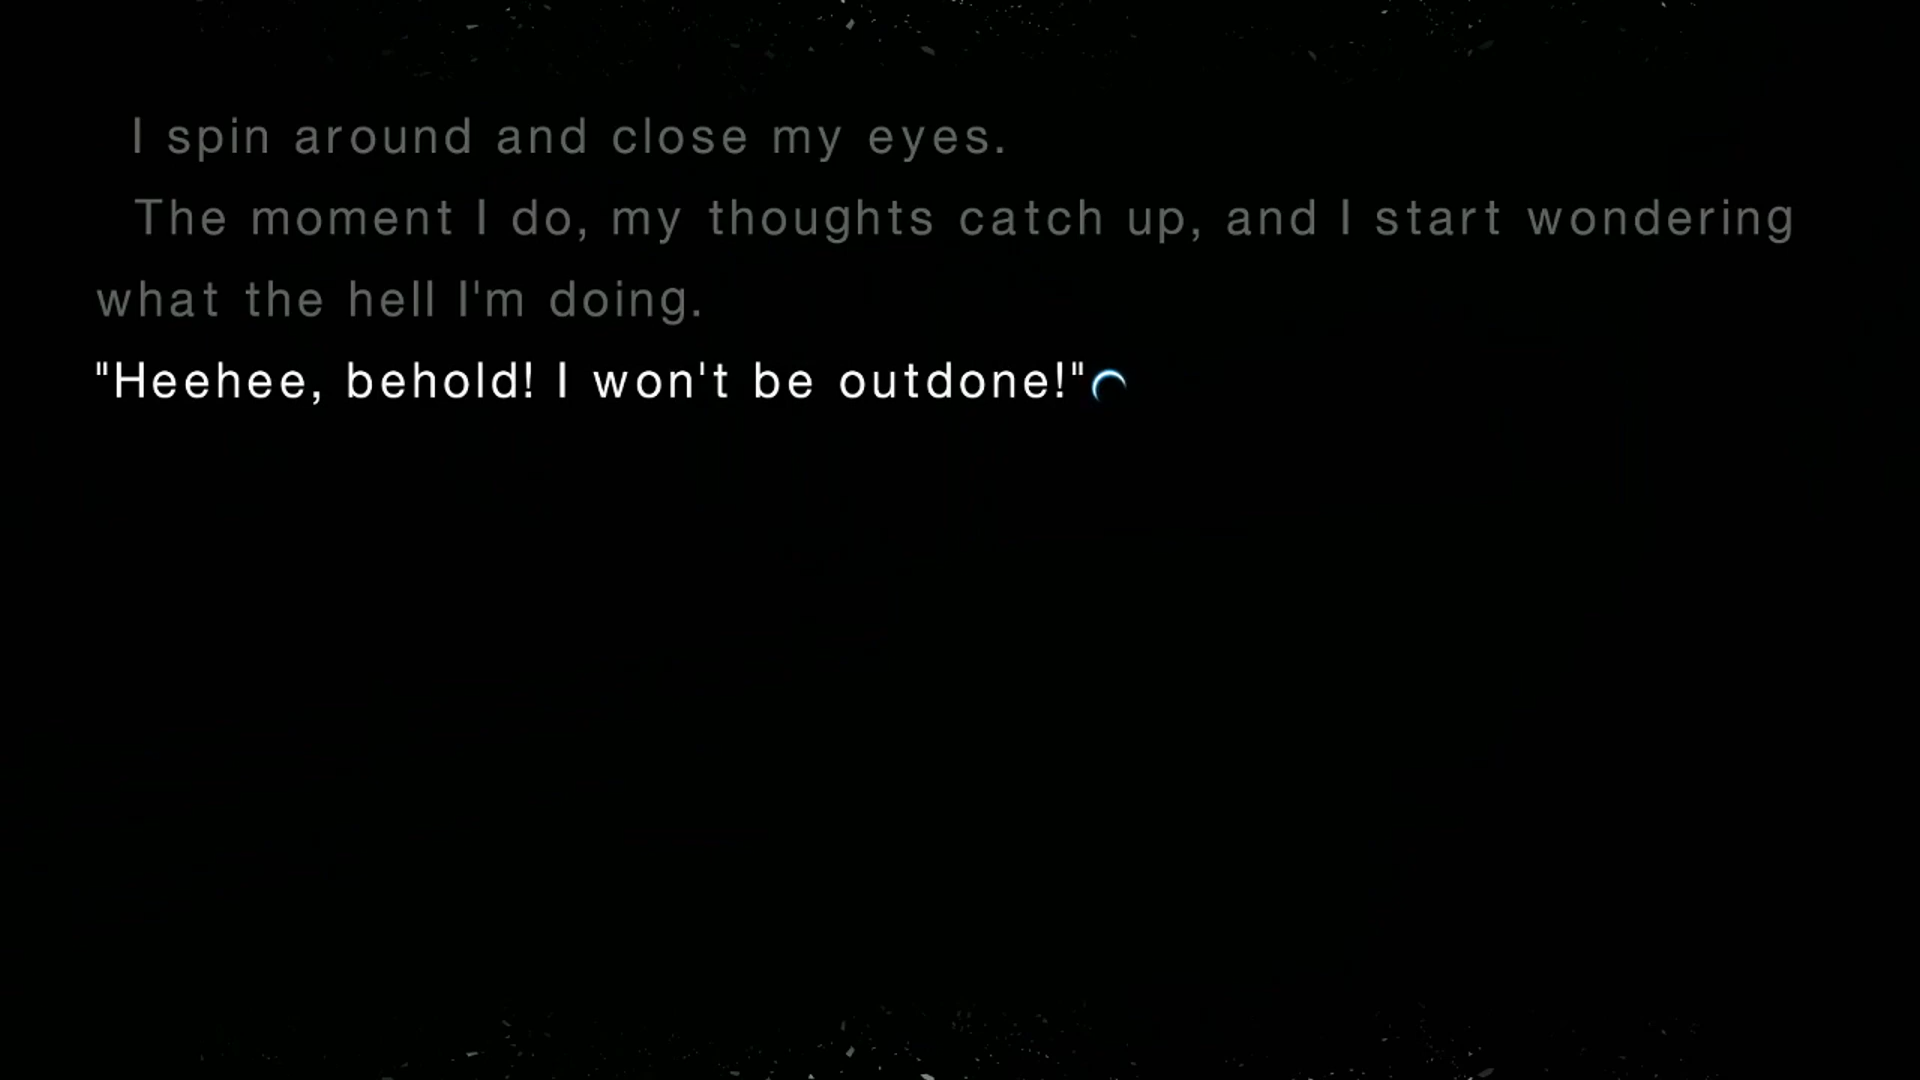 I spin around and close my eyes.
The moment I do, my thoughts catch up, and I start wondering
what the hell I'm doing.
"Heehee, behold! I won't be outdone!"